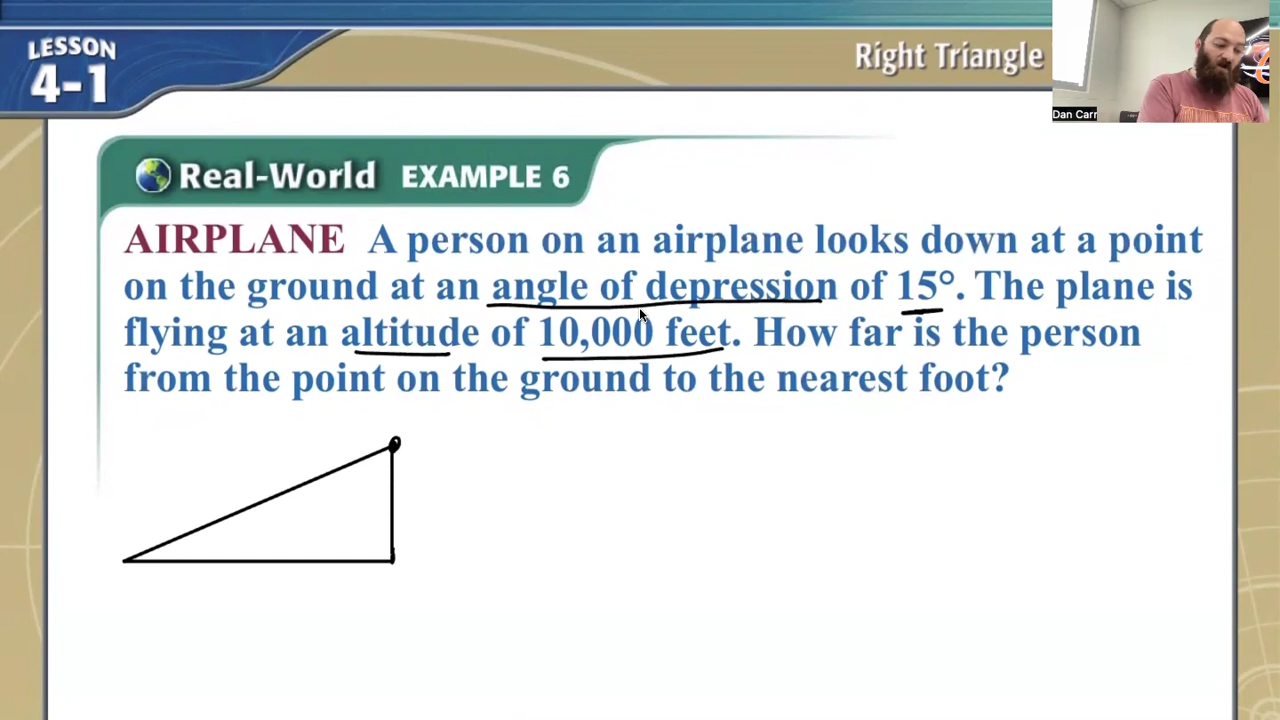 LESSON
4-1
Right Triangle
Dan Carr
Real-World EXAMPLE 6
AIRPLANE A person on an airplane looks down at a point
on the ground at an angle of depression of 15°. The plane is
flying at an altitude of 10,000 feet. How far is the person
from the point on the ground to the nearest foot?